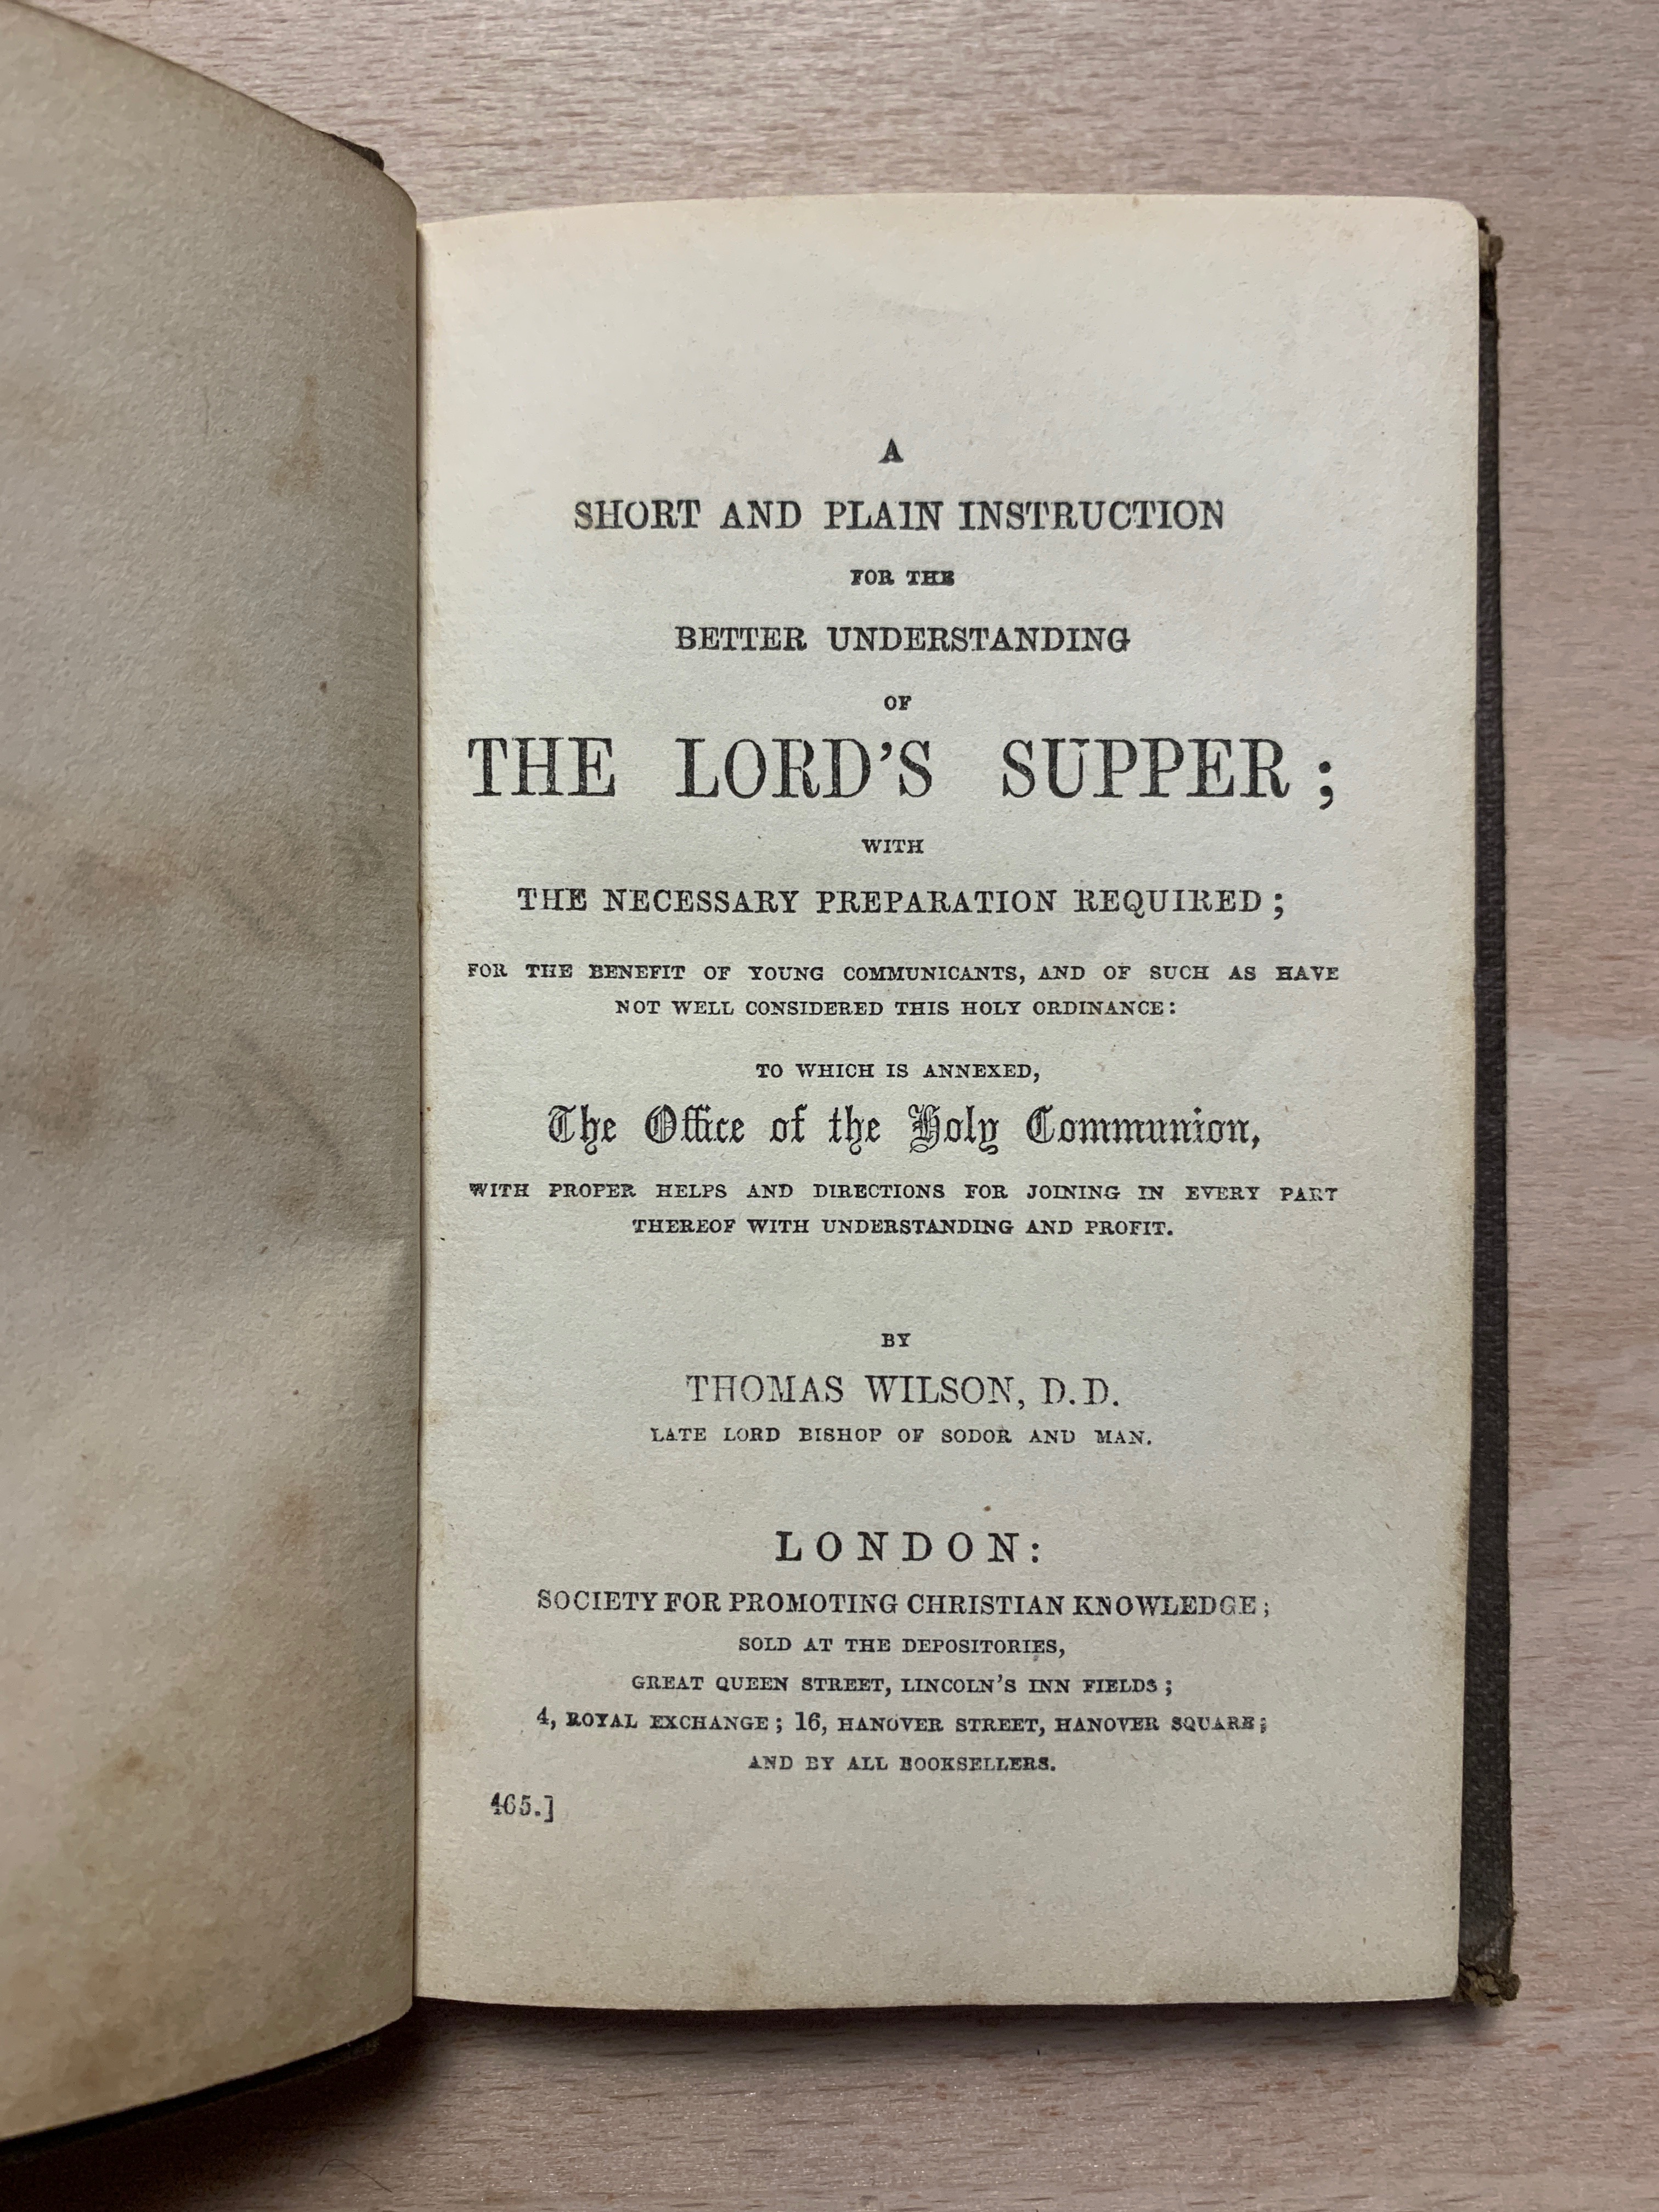 A
SHORT AND PLAIN INSTRUCTION
FOR THE
BETTER UNDERSTANDING
OF
THE LORD'S SUPPER;
WITH
THE NECESSARY PREPARATION REQUIRED;
FOR THE BENEFIT OF YOUNG COMMUNICANTS, AND OF SUCH AS HAVE
NOT WELL CONSIDERED THIS HOLY ORDINANCE:
TO WHICH IS ANNEXED,
The Office of the Holy Communion,
WITH PROPER HELPS AND DIRECTIONS FOR JOINING IN EVERY PART
THEREOF WITH UNDERSTANDING AND PROFIT.
BY
THOMAS WILSON, D.D.
LATE LORD BISHOP OF SODOR AND MAN.
LONDON:
SOCIETY FOR PROMOTING CHRISTIAN KNOWLEDGE;
SOLD AT THE DEPOSITORIES,
GREAT QUEEN STREET, LINCOLN'S INN FIELDS;
4, ROYAL EXCHANGE; 16, HANOVER STREET, HANOVER SQUARE;
AND BY ALL BOOKSELLERS.
465.]